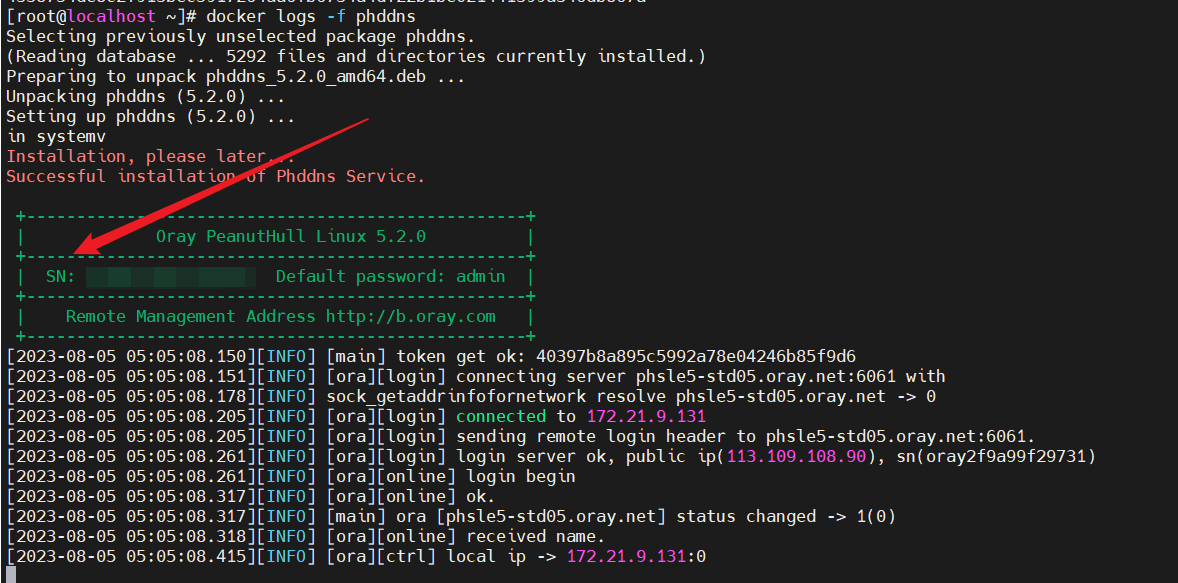 [root@localhost ~]# docker logs -f phddns
Selecting previously unselected package phddns.
(Reading database ... 5292 files and directories currently installed.)
Preparing to unpack phddns_5.2.0_amd64.deb ...
Unpacking phddns (5.2.0) ...
Setting up phddns (5.2.0) ...
in systemv
Installation, please later...
Successful installation of Phddns Service.
+--------------------------------------------------+
| Oray PeanutHull Linux 5.2.0 |
+--------------------------------------------------+
| SN: Default password: admin |
+--------------------------------------------------+
| Remote Management Address http://b.oray.com |
+--------------------------------------------------+
[2023-08-05 05:05:08.150][INFO] [main] token get ok: 40397b8a895c5992a78e04246b85f9d6
[2023-08-05 05:05:08.151][INFO] [ora][login] connecting server phsle5-std05.oray.net:6061 with
[2023-08-05 05:05:08.178][INFO] sock_getaddrinfofornetwork resolve phsle5-std05.oray.net -> 0
[2023-08-05 05:05:08.205][INFO] [ora][login] connected to 172.21.9.131
[2023-08-05 05:05:08.205][INFO] [ora][login] sending remote login header to phsle5-std05.oray.net:6061.
[2023-08-05 05:05:08.261][INFO] [ora][login] login server ok, public ip(113.109.108.90), sn(oray2f9a99f29731)
[2023-08-05 05:05:08.261][INFO] [ora][online] login begin
[2023-08-05 05:05:08.317][INFO] [ora][online] ok.
[2023-08-05 05:05:08.317][INFO] [main] ora [phsle5-std05.oray.net] status changed -> 1(0)
[2023-08-05 05:05:08.318][INFO] [ora][online] received name.
[2023-08-05 05:05:08.415][INFO] [ora][ctrl] local ip -> 172.21.9.131:0